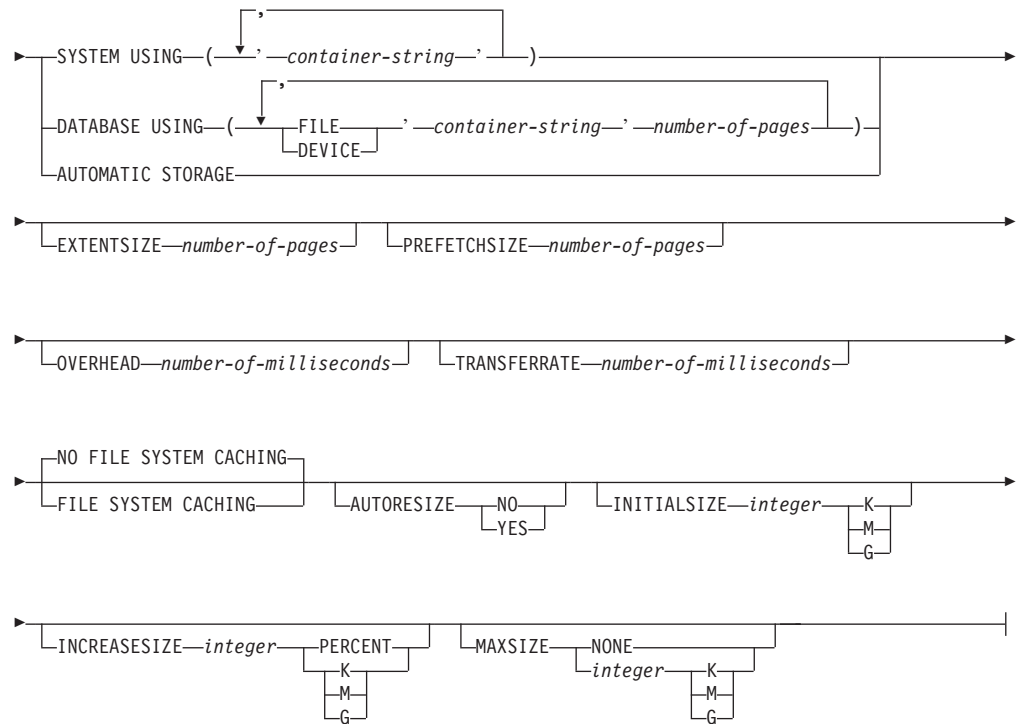 ,
SYSTEM USING ( ' container-string ' )
,
DATABASE USING ( FILE ' container-string ' number-of-pages )
DEVICE
AUTOMATIC STORAGE
EXTENTSIZE number-of-pages PREFETCHSIZE number-of-pages
OVERHEAD number-of-milliseconds TRANSFERRATE number-of-milliseconds
NO FILE SYSTEM CACHING
FILE SYSTEM CACHING AUTORESIZE NO INITIALSIZE integer K
YES M
G
INCREASESIZE integer PERCENT MAXSIZE NONE
K integer K
M M
G G